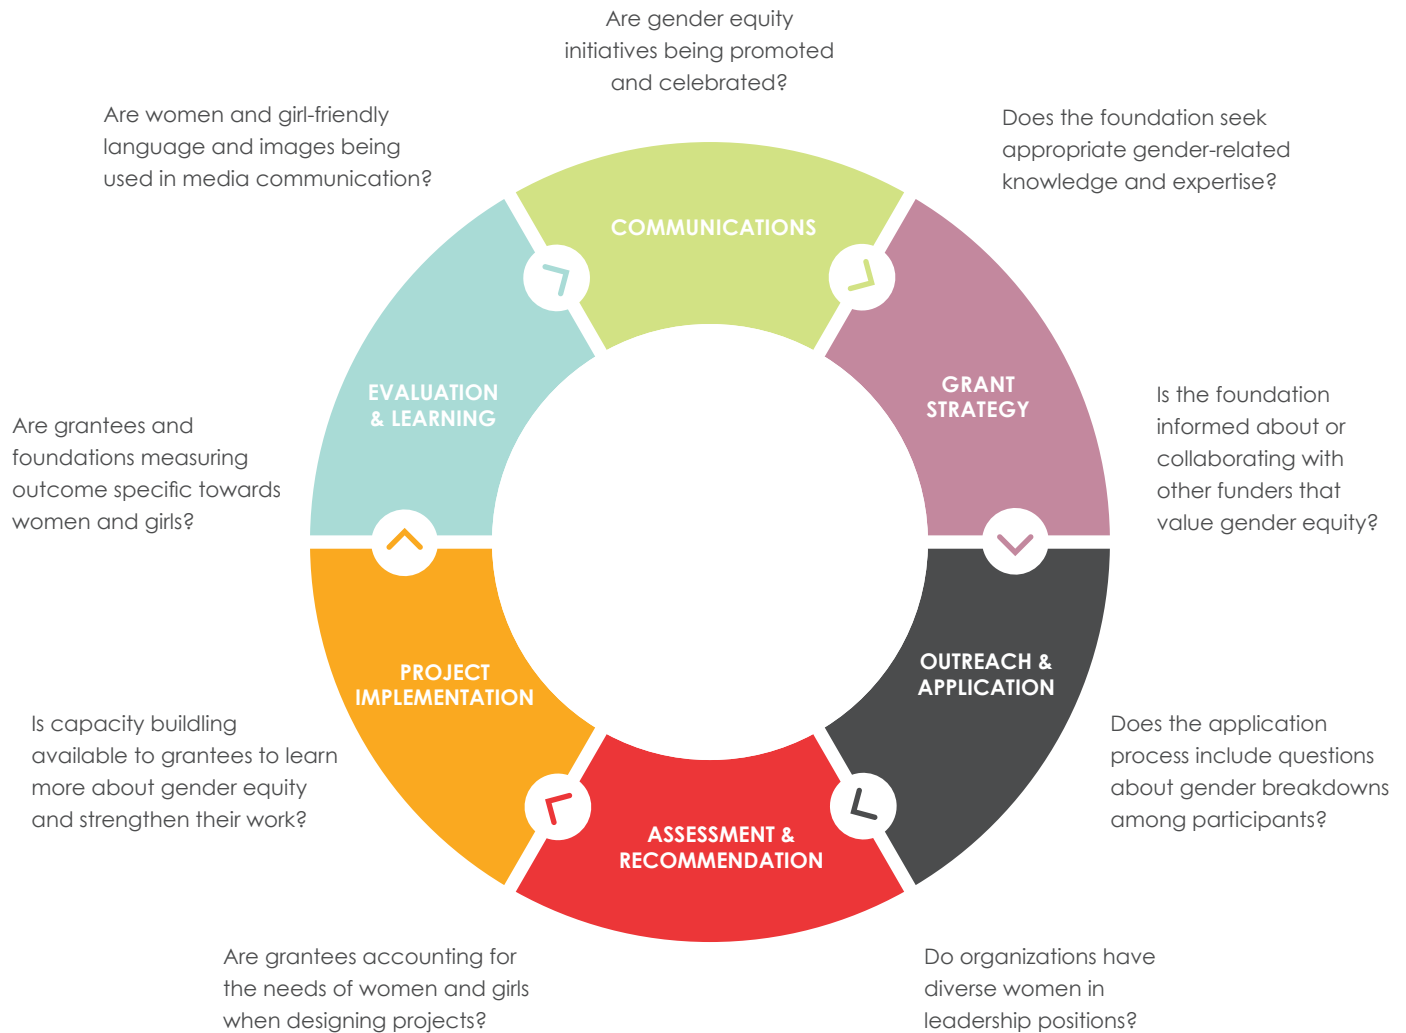 Are gender equity
initiatives being promoted
and celebrated?
Are women and girl-friendly
language and images being
used in media communication?
Does the foundation seek
appropriate gender-related
knowledge and expertise?
COMMUNICATIONS
EVALUATION
& LEARNING
GRANT
STRATEGY
Are grantees and
foundations measuring
outcome specific towards
women and girls?
Is the foundation
informed about or
collaborating with
other funders that
value gender equity?
PROJECT
IMPLEMENTATION
OUTREACH &
APPLICATION
Is capacity buildling
available to grantees to learn
more about gender equity
and strengthen their work?
Does the application
process include questions
about gender breakdowns
among participants?
ASSESSMENT &
RECOMMENDATION
Are grantees accounting for
the needs of women and girls
when designing projects?
Do organizations have
diverse women in
leadership positions?